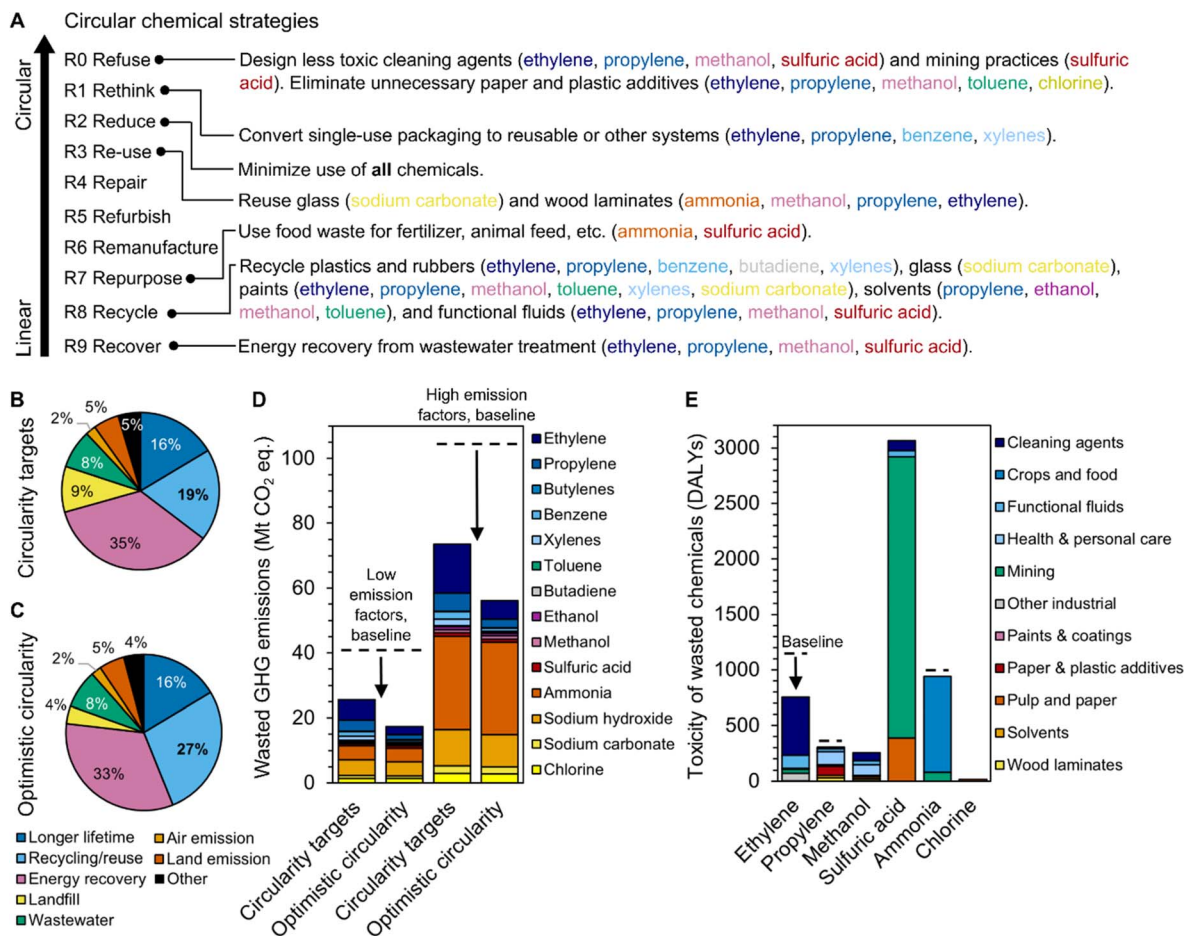 A Circular chemical strategies
Circular
Linear
R0 Refuse
R1 Rethink
R2 Reduce
R3 Re-use
R4 Repair
R5 Refurbish
R6 Remanufacture
R7 Repurpose
R8 Recycle
R9 Recover
Design less toxic cleaning agents (ethylene, propylene, methanol, sulfuric acid) and mining practices (sulfuric
acid). Eliminate unnecessary paper and plastic additives (ethylene, propylene, methanol, toluene, chlorine).
Convert single-use packaging to reusable or other systems (ethylene, propylene, benzene, xylenes).
Minimize use of all chemicals.
Reuse glass (sodium carbonate) and wood laminates (ammonia, methanol, propylene, ethylene).
Use food waste for fertilizer, animal feed, etc. (ammonia, sulfuric acid).
Recycle plastics and rubbers (ethylene, propylene, benzene, butadiene, xylenes), glass (sodium carbonate),
paints (ethylene, propylene, methanol, toluene, xylenes, sodium carbonate), solvents (propylene, ethanol,
methanol, toluene), and functional fluids (ethylene, propylene, methanol, sulfuric acid).
Energy recovery from wastewater treatment (ethylene, propylene, methanol, sulfuric acid).
B
Circularity targets
16%
19%
35%
9%
8%
2%
5%
5%
C
Optimistic circularity
16%
27%
33%
4%
8%
2%
5%
4%
Longer lifetime
Recycling/reuse
Energy recovery
Landfill
Wastewater
Air emission
Land emission
Other
D
Wasted GHG emissions (Mt CO2 eq.)
100
80
60
40
20
0
High emission
factors, baseline
Low
emission
factors,
baseline
Circularity targets
Optimistic circularity
Circularity targets
Optimistic circularity
Ethylene
Propylene
Butylenes
Benzene
Xylenes
Toluene
Butadiene
Ethanol
Methanol
Sulfuric acid
Ammonia
Sodium hydroxide
Sodium carbonate
Chlorine
E
Toxicity of wasted chemicals (DALYs)
3000
2500
2000
1500
1000
500
0
Baseline
Ethylene
Propylene
Methanol
Sulfuric acid
Ammonia
Chlorine
Cleaning agents
Crops and food
Functional fluids
Health & personal care
Mining
Other industrial
Paints & coatings
Paper & plastic additives
Pulp and paper
Solvents
Wood laminates